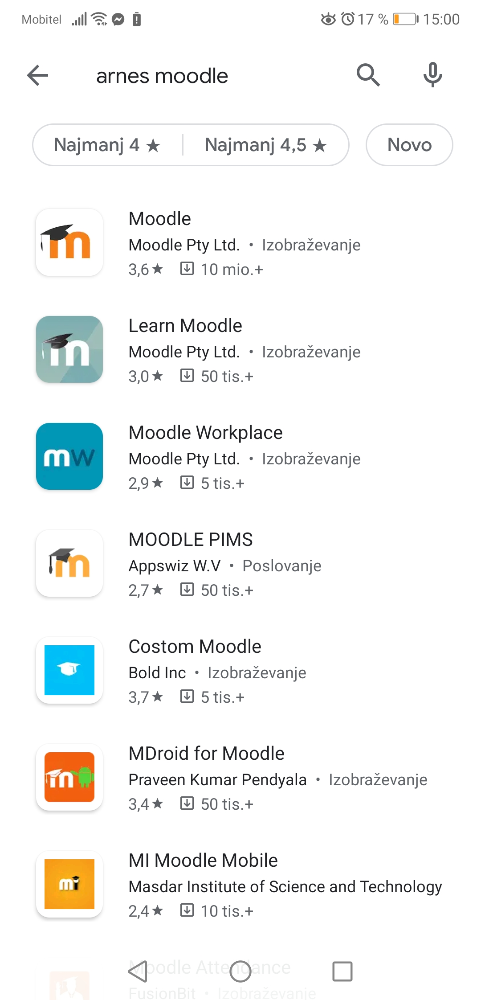 Mobitel 17 % 15:00
arnes moodle
Najmanj 4 ★ Najmanj 4,5 ★ Novo
Moodle
Moodle Pty Ltd. • Izobraževanje
3,6 ★ 10 mio.+
Learn Moodle
Moodle Pty Ltd. • Izobraževanje
3,0 ★ 50 tis.+
mw
Moodle Workplace
Moodle Pty Ltd. • Izobraževanje
2,9 ★ 5 tis.+
MOODLE PIMS
Appswiz W.V • Poslovanje
2,7 ★ 50 tis.+
Costom Moodle
Bold Inc • Izobraževanje
3,7 ★ 5 tis.+
MDroid for Moodle
Praveen Kumar Pendyala • Izobraževanje
3,4 ★ 50 tis.+
mi
MI Moodle Mobile
Masdar Institute of Science and Technology
2,4 ★ 10 tis.+
Moodle Attendance
FusionBit • Izobraževanje